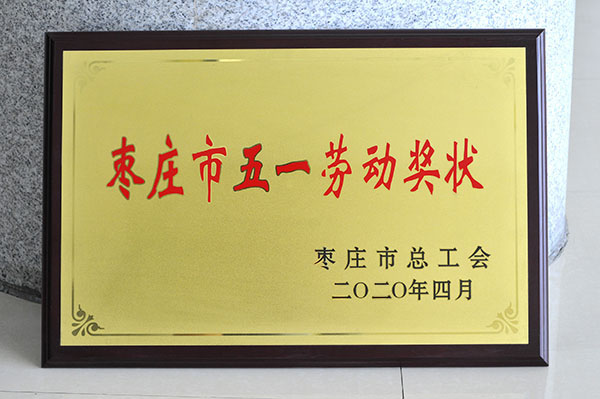 枣庄市五一劳动奖状
枣庄市总工会
二〇二〇年四月